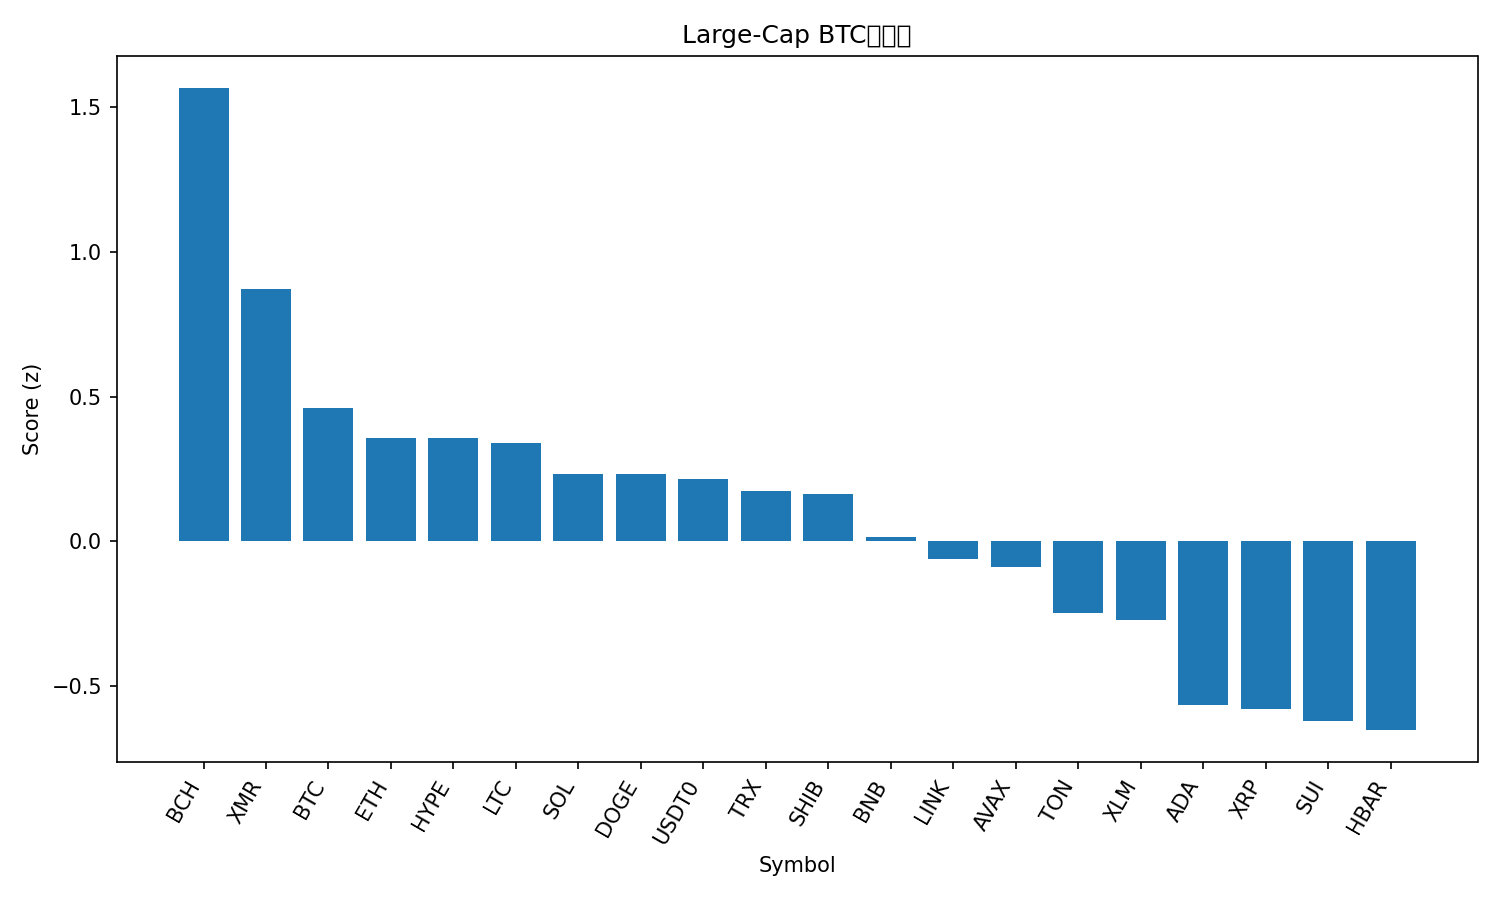 Large-Cap BTC
1.5
1.0
0.5
0.0
−0.5
Score (z)
BCH XMR BTC ETH HYPE LTC SOL DOGE USDT0 TRX SHIB BNB LINK AVAX TON XLM ADA XRP SUI HBAR
Symbol